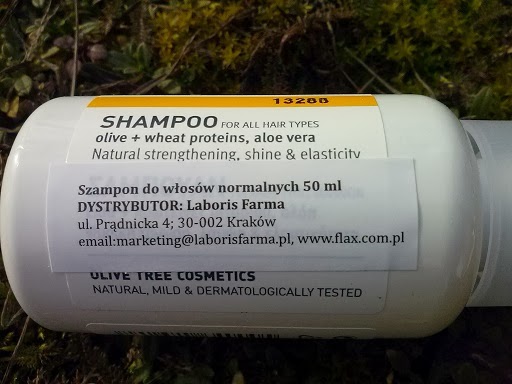 13288
SHAMPOO FOR ALL HAIR TYPES
olive + wheat proteins, aloe vera
Natural strengthening, shine & elasticity
Szampon do włosów normalnych 50 ml
DYSTRYBUTOR: Laboris Farma
ul. Prądnicka 4; 30-002 Kraków
email:marketing@laborisfarma.pl, www.flax.com.pl
OLIVE TREE COSMETICS
NATURAL, MILD & DERMATOLOGICALLY TESTED